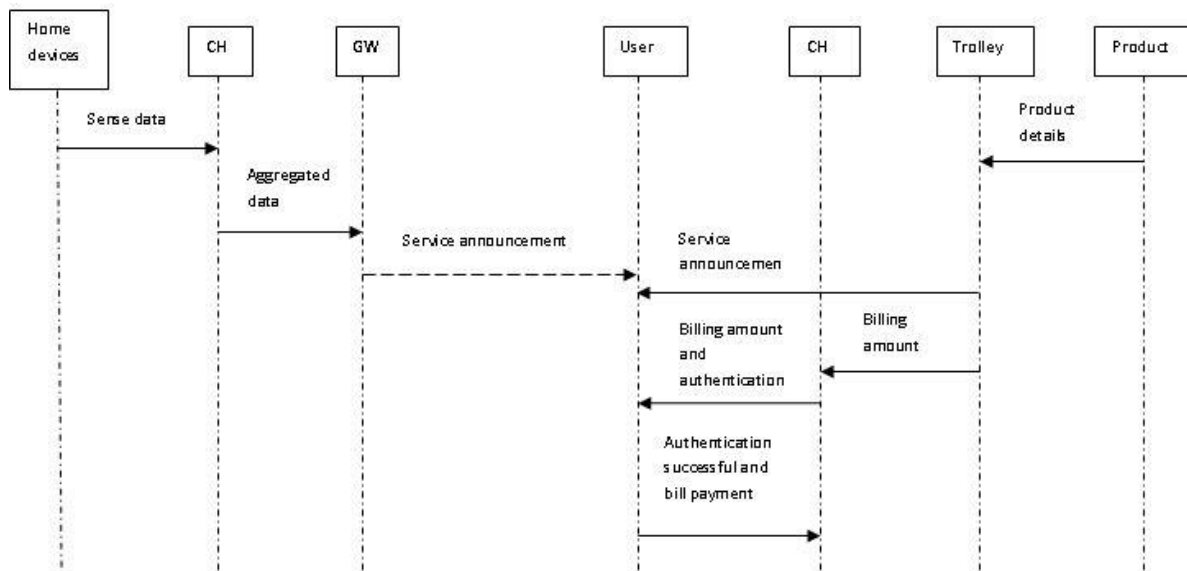 Home
devices
CH
GW
User
CH
Trolley
Product
Sense data
Product
details
Aggregated
data
Service announcement
Service
announcemen
Billing amount
and
authentication
Billing
amount
Authentication
successful and
bill payment